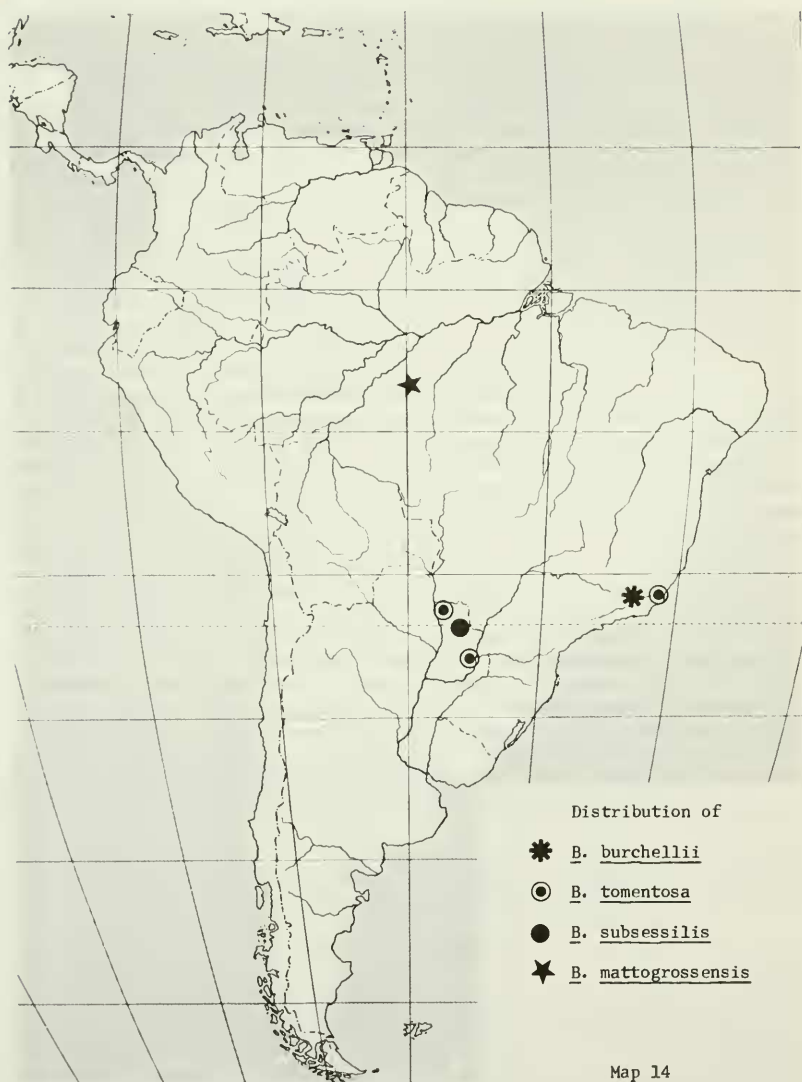 Distribution of
B. burchellii
B. tomentosa
B. subsessilis
B. mattogrossensis
Map 14